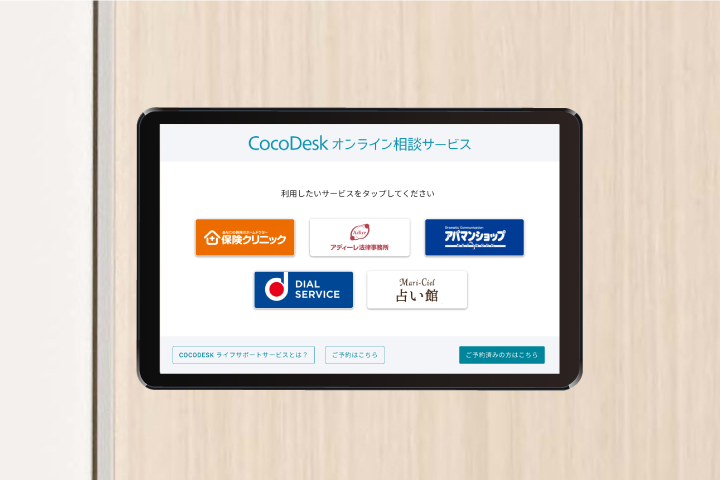 CocoDesk オンライン相談サービス
利用したいサービスをタップしてください
保険クリニック
Adire
アディーレ法律事務所
アパマンショップ
DIAL
SERVICE
Mari-Ciel
占い館
COCODESK ライフサポートサービスとは？ ご予約はこちら ご予約済みの方はこちら